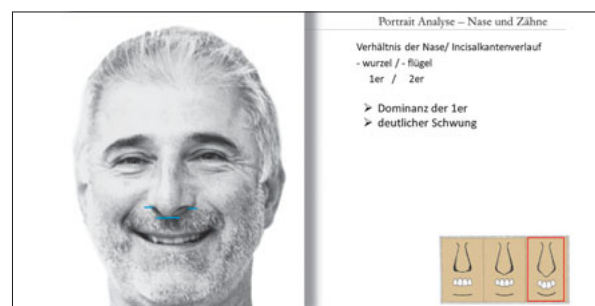 Portrait Analyse – Nase und Zähne
Verhältnis der Nase/ Incisalkantenverlauf
- wurzel / - flügel
1er / 2er
➢ Dominanz der 1er
➢ deutlicher Schwung